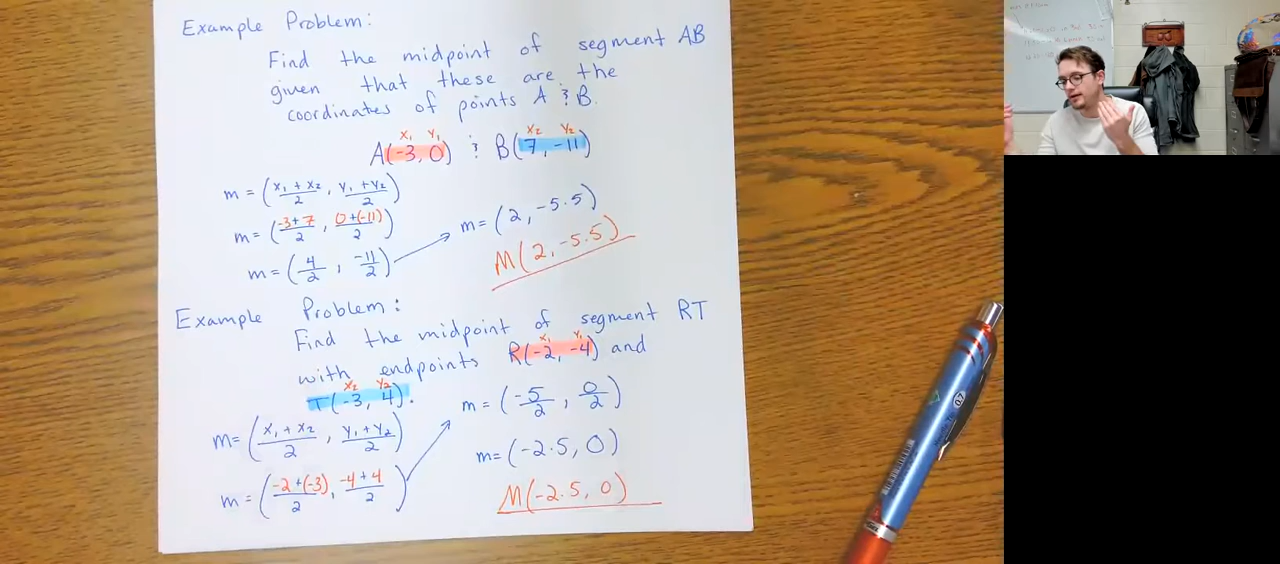 Example Problem:
Find the midpoint of segment AB
given that these are the
coordinates of points A & B.
x₁ y₁ x₂ y₂
A(-3, 0) & B(7, -11)
m = (x₁ + x₂/2, y₁ + y₂/2)
m = (-3+7/2, 0+(-11)/2)
m = (4/2, -11/2)
m = (2, -5.5)
M(2, -5.5)
Example Problem:
Find the midpoint of segment RT
x₁ y₁
with endpoints R(-2, -4) and
x₂ y₂
T(-3, 4).
m = (x₁ + x₂/2, y₁ + y₂/2)
m = (-2+(-3)/2, -4+4/2)
m = (-5/2, 0/2)
m = (-2.5, 0)
M(-2.5, 0)
0.7